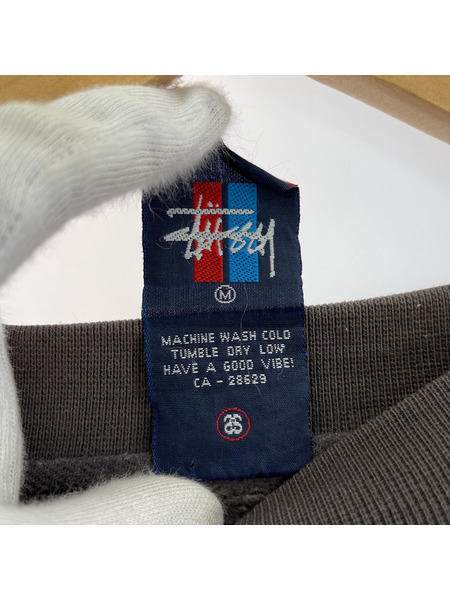 Stüssy
M
MACHINE WASH COLD
TUMBLE DRY LOW
HAVE A GOOD VIBE!
CA - 28629
SS